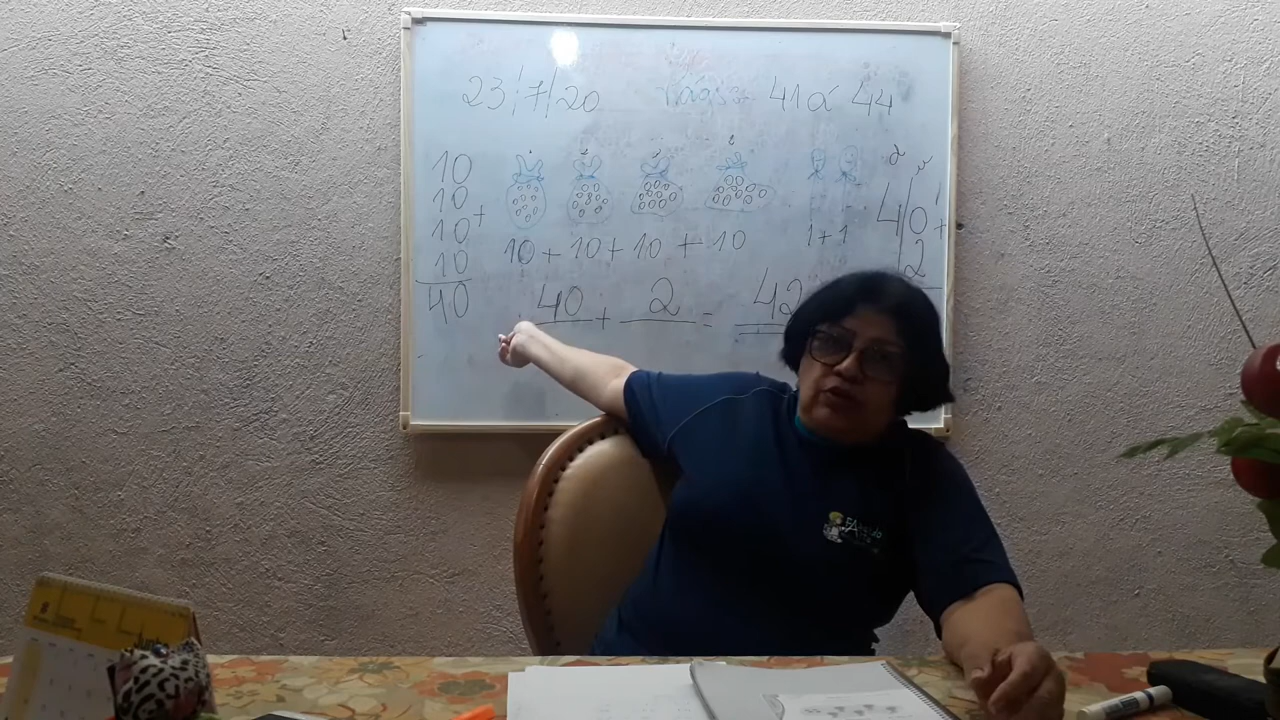 23/7/20 41 a 44
10
10
10 +
10
40
10 + 10 + 10 + 10 1 + 1
40 + 2 = 42
d u
40 +
2
Junho